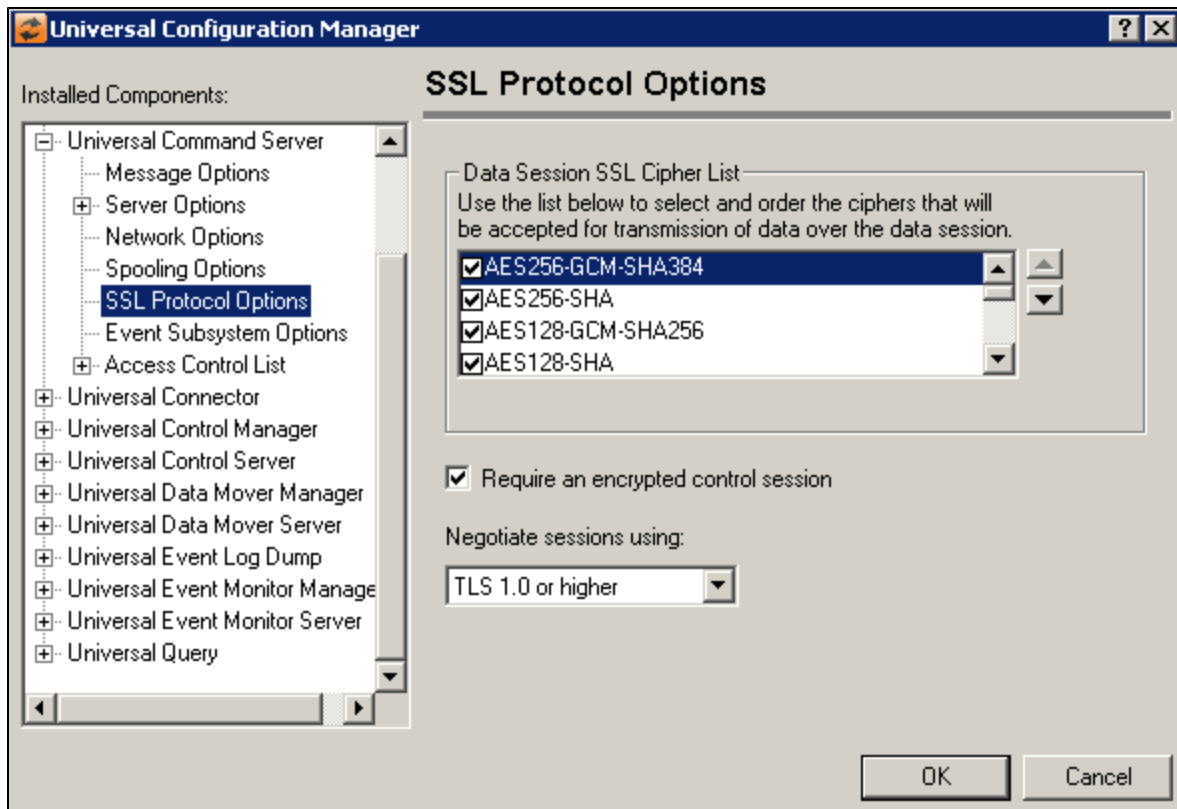 Universal Configuration Manager
Installed Components:
Universal Command Server
Message Options
Server Options
Network Options
Spooling Options
SSL Protocol Options
Event Subsystem Options
Access Control List
Universal Connector
Universal Control Manager
Universal Control Server
Universal Data Mover Manager
Universal Data Mover Server
Universal Event Log Dump
Universal Event Monitor Manage
Universal Event Monitor Server
Universal Query
SSL Protocol Options
Data Session SSL Cipher List
Use the list below to select and order the ciphers that will
be accepted for transmission of data over the data session.
AES256-GCM-SHA384
AES256-SHA
AES128-GCM-SHA256
AES128-SHA
Require an encrypted control session
Negotiate sessions using:
TLS 1.0 or higher
OK
Cancel